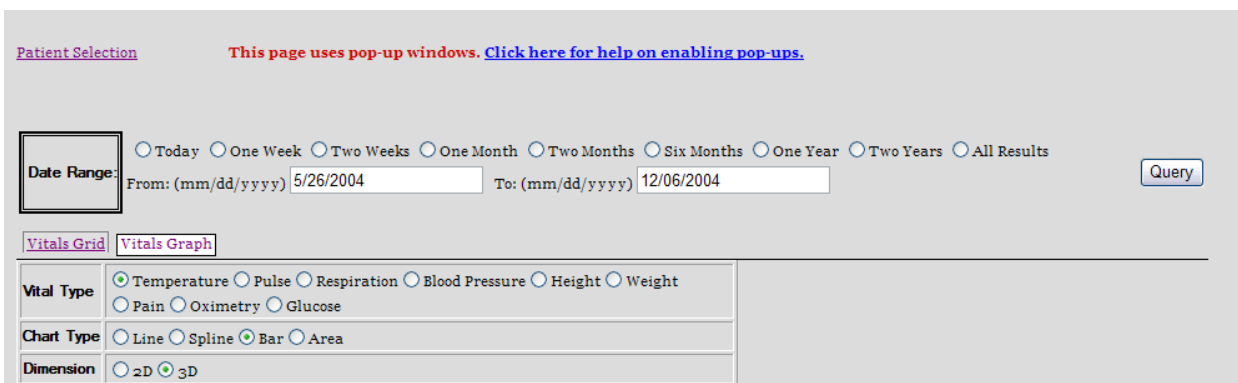 Patient Selection This page uses pop-up windows. Click here for help on enabling pop-ups.
Today One Week Two Weeks One Month Two Months Six Months One Year Two Years All Results
Date Range: From: (mm/dd/yyyy) 5/26/2004 To: (mm/dd/yyyy) 12/06/2004 Query
Vitals Grid Vitals Graph
Vital Type Temperature Pulse Respiration Blood Pressure Height Weight
Pain Oximetry Glucose
Chart Type Line Spline Bar Area
Dimension 2D 3D